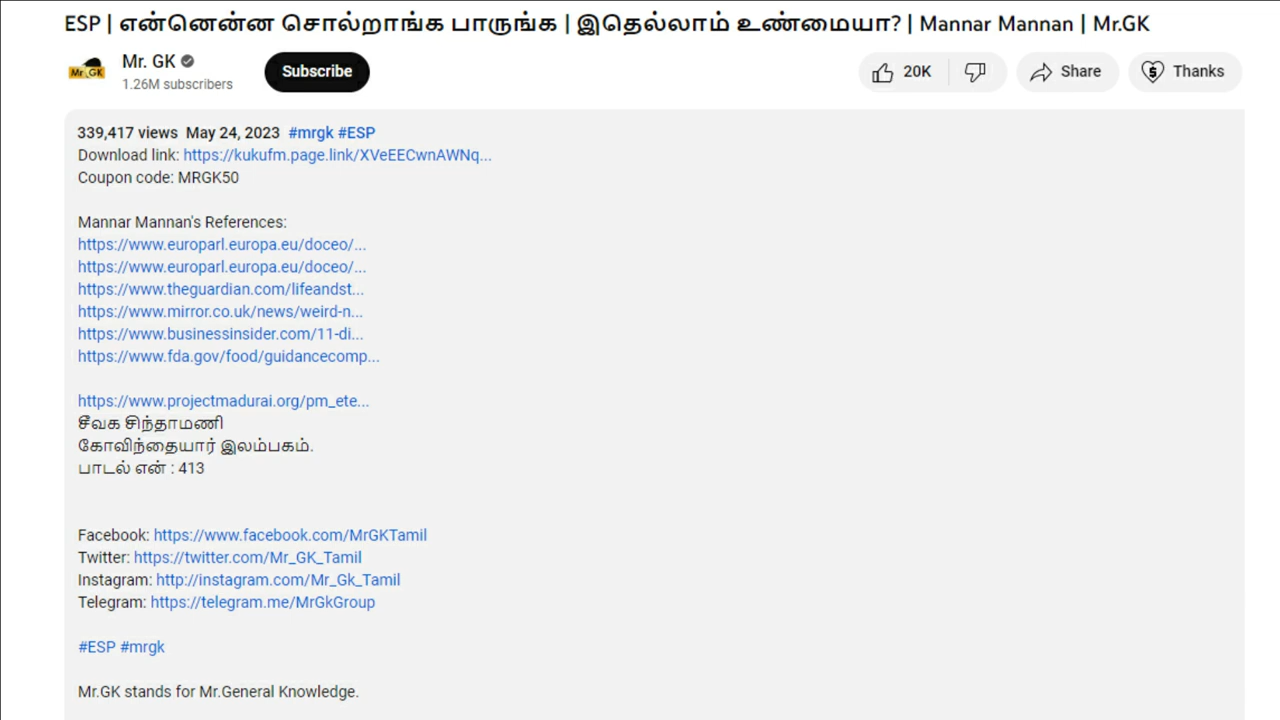 ESP | என்னென்ன சொல்றாங்க பாருங்க | இதெல்லாம் உண்மையா? | Mannar Mannan | Mr.GK
Mr. GK
1.26M subscribers
Subscribe
20K
Share
Thanks
339,417 views May 24, 2023 #mrgk #ESP
Download link: https://kukufm.page.link/XVeEECwnAWNq...
Coupon code: MRGK50
Mannar Mannan's References:
https://www.europarl.europa.eu/doceo/...
https://www.europarl.europa.eu/doceo/...
https://www.theguardian.com/lifeandst...
https://www.mirror.co.uk/news/weird-n...
https://www.businessinsider.com/11-di...
https://www.fda.gov/food/guidancecomp...
https://www.projectmadurai.org/pm_ete...
சீவக சிந்தாமணி
கோவிந்தையார் இலம்பகம்.
பாடல் என் : 413
Facebook: https://www.facebook.com/MrGKTamil
Twitter: https://twitter.com/Mr_GK_Tamil
Instagram: http://instagram.com/Mr_Gk_Tamil
Telegram: https://telegram.me/MrGkGroup
#ESP #mrgk
Mr.GK stands for Mr.General Knowledge.